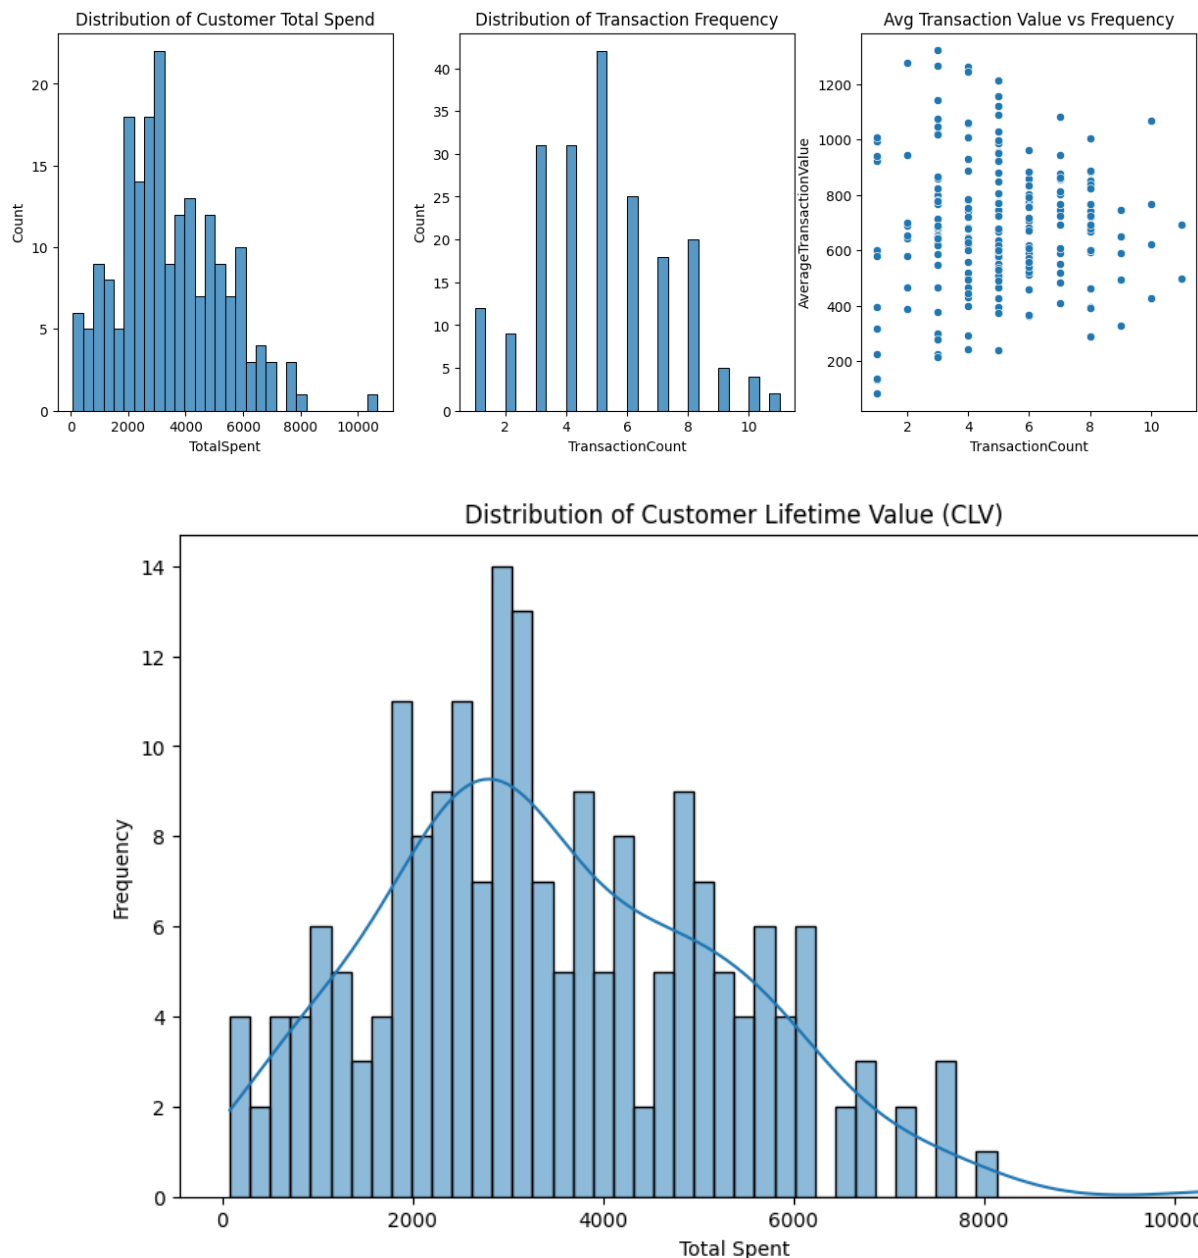 Distribution of Customer Total Spend
Count
20
15
10
5
0
0 2000 4000 6000 8000 10000
TotalSpent
Distribution of Transaction Frequency
Count
40
35
30
25
20
15
10
5
0
2 4 6 8 10
TransactionCount
Avg Transaction Value vs Frequency
AverageTransactionValue
1200
1000
800
600
400
200
2 4 6 8 10
TransactionCount
Distribution of Customer Lifetime Value (CLV)
Frequency
14
12
10
8
6
4
2
0
0 2000 4000 6000 8000 1000
Total Spent